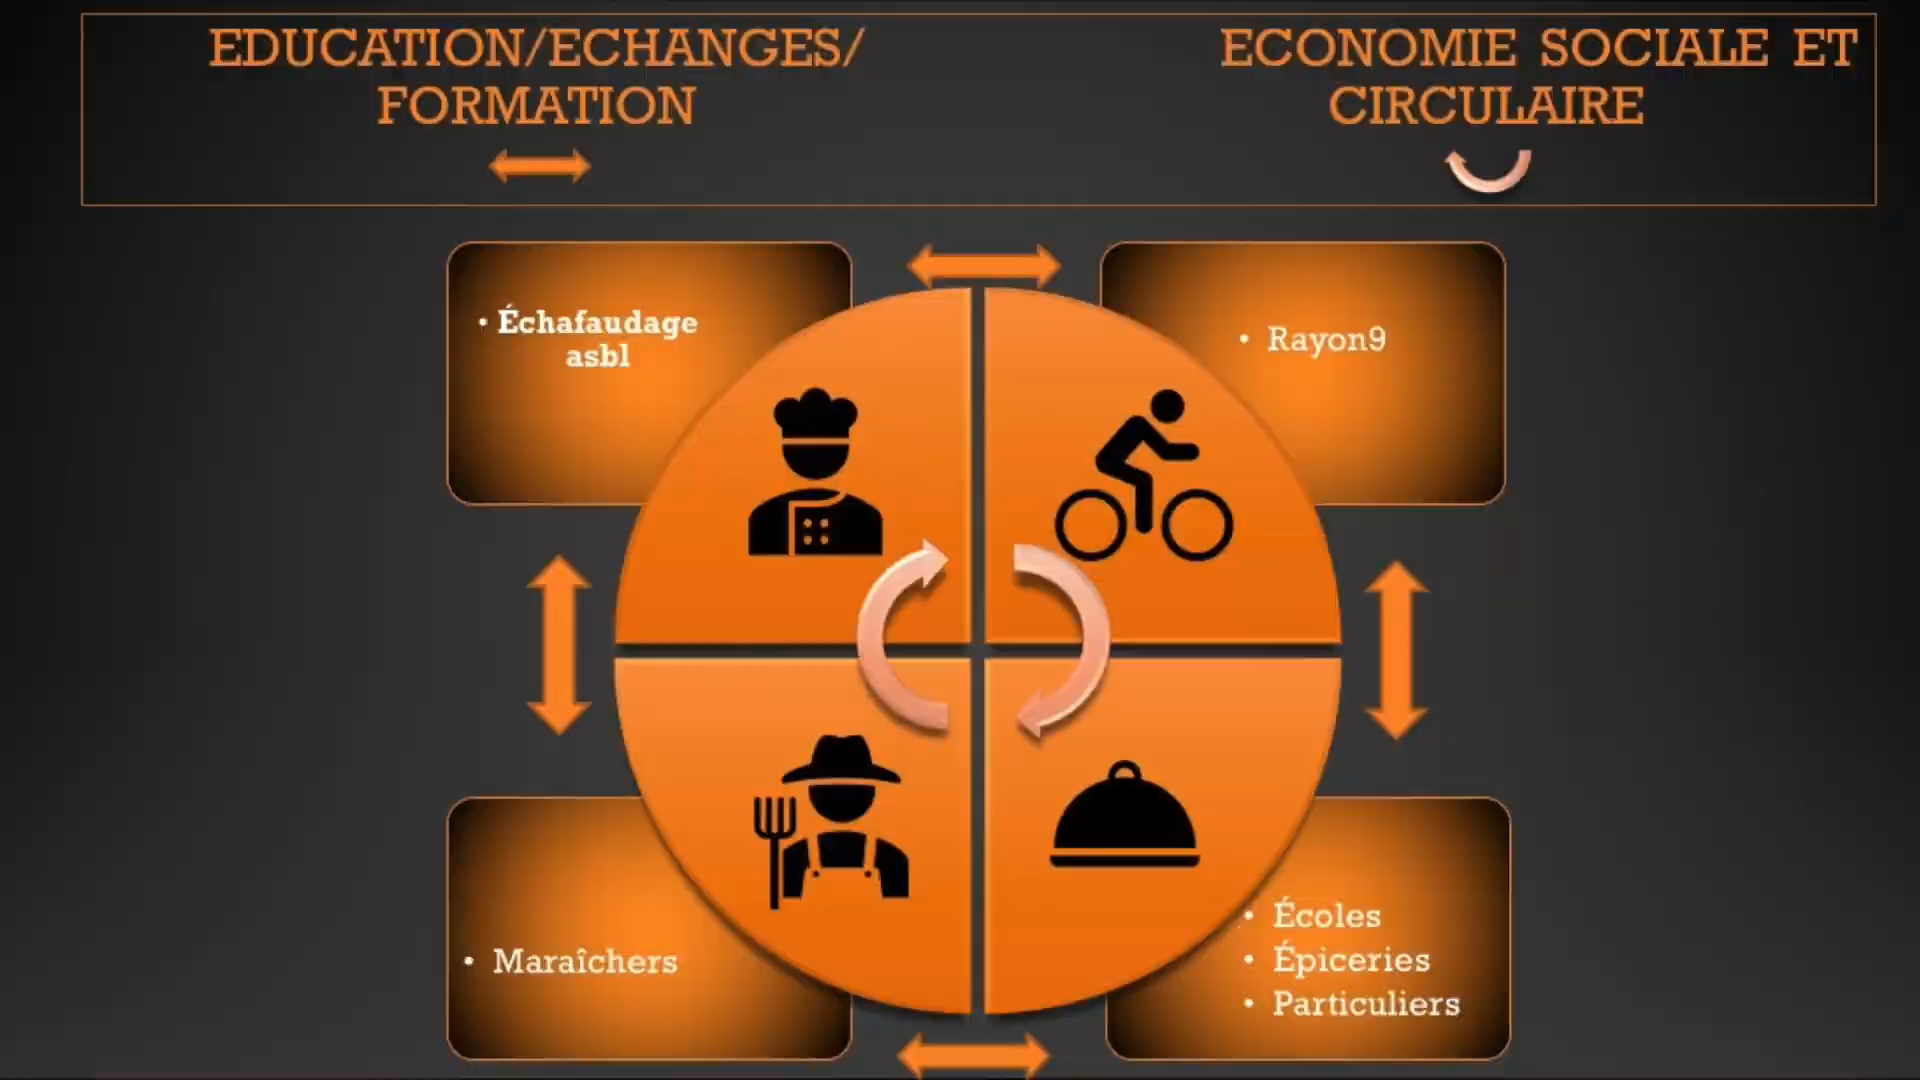 EDUCATION/ECHANGES/
FORMATION
ECONOMIE SOCIALE ET
CIRCULAIRE
• Échafaudage
asbl
• Rayon9
• Maraîchers
• Écoles
• Épiceries
• Particuliers